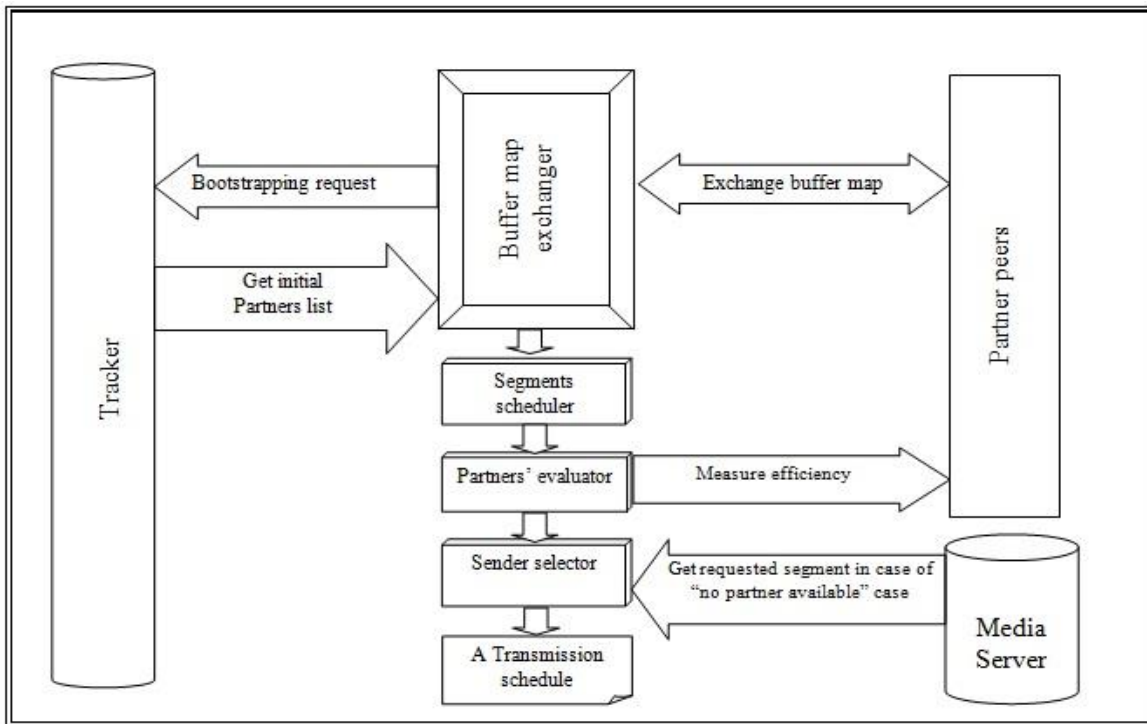 Tracker
Bootstrapping request
Get initial
Partners list
Buffer map
exchanger
Exchange buffer map
Partner peers
Segments
scheduler
Partners’ evaluator
Measure efficiency
Sender selector
Get requested segment in case of
“no partner available” case
A Transmission
schedule
Media
Server